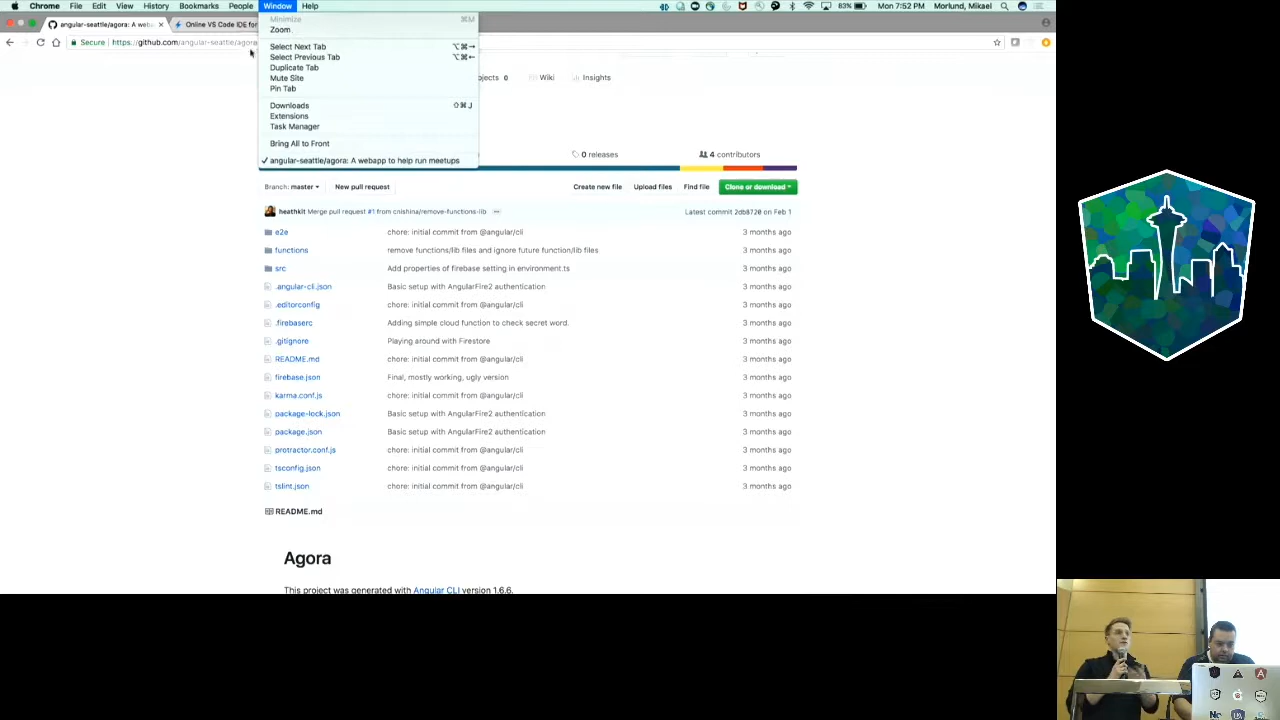 Chrome File Edit View History Bookmarks People Window Help 83% Mon 7:52 PM Morlund, Mikael
angular-seattle/agora: A weba × Online VS Code IDE for
Secure https://github.com/angular-seattle/agora
Minimize ⌘M
Zoom
Select Next Tab ⌥⌘→
Select Previous Tab ⌥⌘←
Duplicate Tab
Mute Site
Pin Tab
Downloads ⇧⌘J
Extensions
Task Manager
Bring All to Front
✓ angular-seattle/agora: A webapp to help run meetups
ojects 0 Wiki Insights
0 releases 4 contributors
Branch: master New pull request Create new file Upload files Find file Clone or download
heathkit Merge pull request #1 from cnishina/remove-functions-lib Latest commit 2db8720 on Feb 1
e2e chore: initial commit from @angular/cli 3 months ago
functions remove functions/lib files and ignore future function/lib files 3 months ago
src Add properties of firebase setting in environment.ts 3 months ago
.angular-cli.json Basic setup with AngularFire2 authentication 3 months ago
.editorconfig chore: initial commit from @angular/cli 3 months ago
.firebaserc Adding simple cloud function to check secret word. 3 months ago
.gitignore Playing around with Firestore 3 months ago
README.md chore: initial commit from @angular/cli 3 months ago
firebase.json Final, mostly working, ugly version 3 months ago
karma.conf.js chore: initial commit from @angular/cli 3 months ago
package-lock.json Basic setup with AngularFire2 authentication 3 months ago
package.json Basic setup with AngularFire2 authentication 3 months ago
protractor.conf.js chore: initial commit from @angular/cli 3 months ago
tsconfig.json chore: initial commit from @angular/cli 3 months ago
tslint.json chore: initial commit from @angular/cli 3 months ago
README.md
Agora
This project was generated with Angular CLI version 1.6.6.